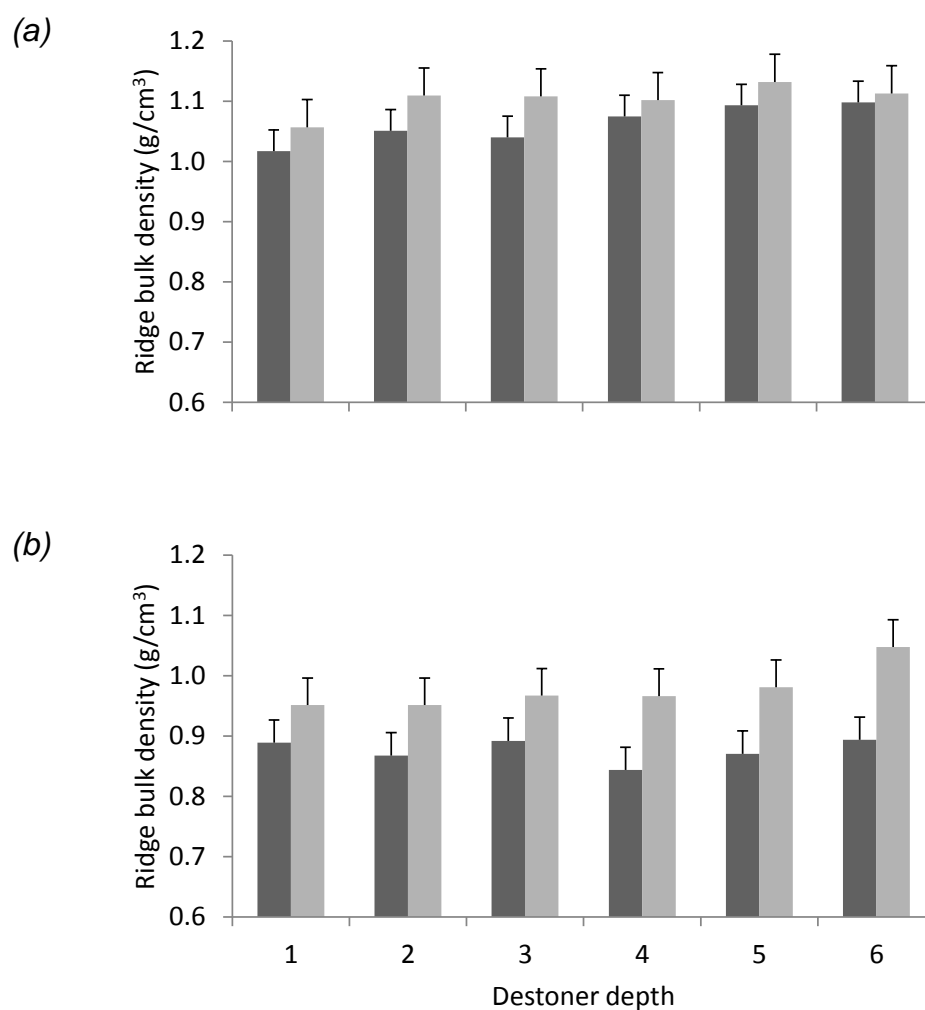 (a)
Ridge bulk density (g/cm³)
1.2
1.1
1.0
0.9
0.8
0.7
0.6
(b)
Ridge bulk density (g/cm³)
1.2
1.1
1.0
0.9
0.8
0.7
0.6
1 2 3 4 5 6
Destoner depth